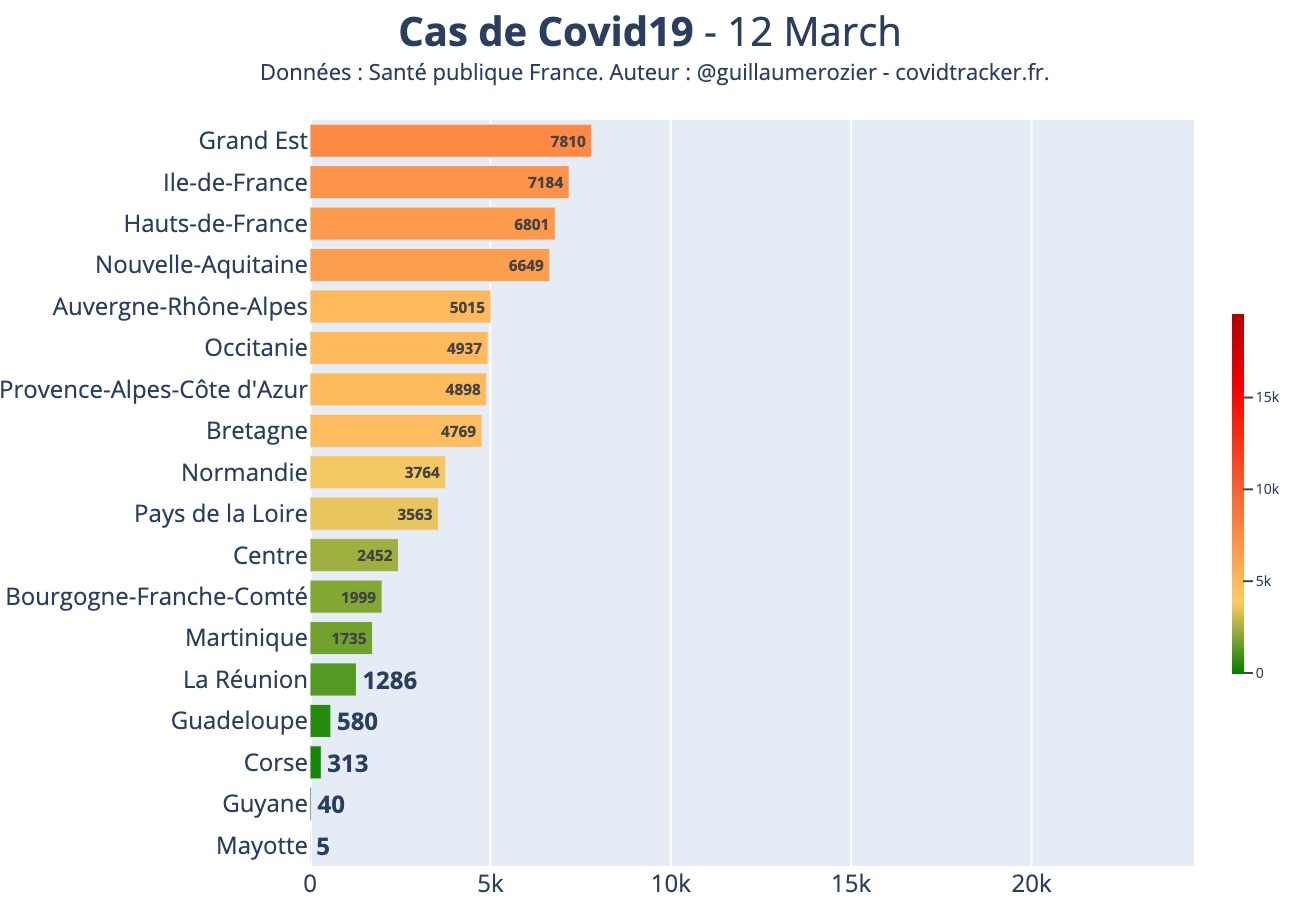 Cas de Covid19 - 12 March
Données : Santé publique France. Auteur : @guillaumerozier - covidtracker.fr.
Grand Est 7810
Ile-de-France 7184
Hauts-de-France 6801
Nouvelle-Aquitaine 6649
Auvergne-Rhône-Alpes 5015
Occitanie 4937
Provence-Alpes-Côte d'Azur 4898
Bretagne 4769
Normandie 3764
Pays de la Loire 3563
Centre 2452
Bourgogne-Franche-Comté 1999
Martinique 1735
La Réunion 1286
Guadeloupe 580
Corse 313
Guyane 40
Mayotte 5
0 5k 10k 15k 20k
15k
10k
5k
0